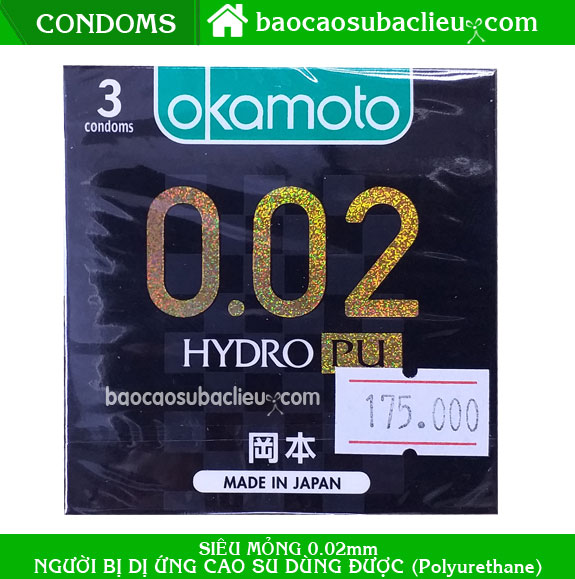 CONDOMS
baocaosubaclieu.com
3
condoms
okamoto
0.02
HYDRO PU
baocaosubaclieu.com
175.000
岡本
MADE IN JAPAN
SIÊU MỎNG 0.02mm
NGƯỜI BỊ DỊ ỨNG CAO SU DÙNG ĐƯỢC (Polyurethane)